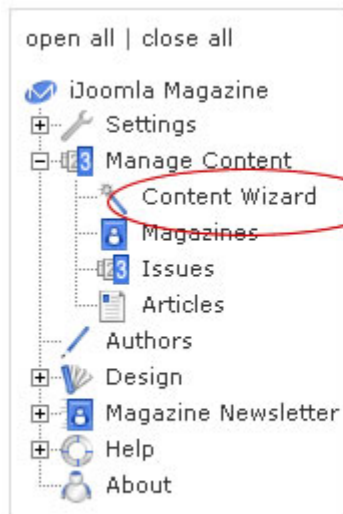 open all | close all
iJoomla Magazine
Settings
Manage Content
Content Wizard
Magazines
Issues
Articles
Authors
Design
Magazine Newsletter
Help
About